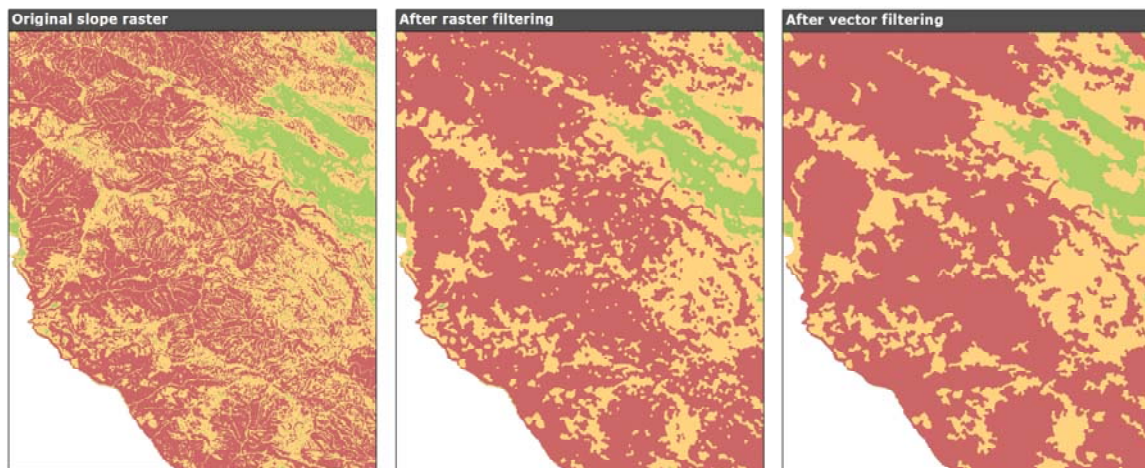 Original slope raster
After raster filtering
After vector filtering